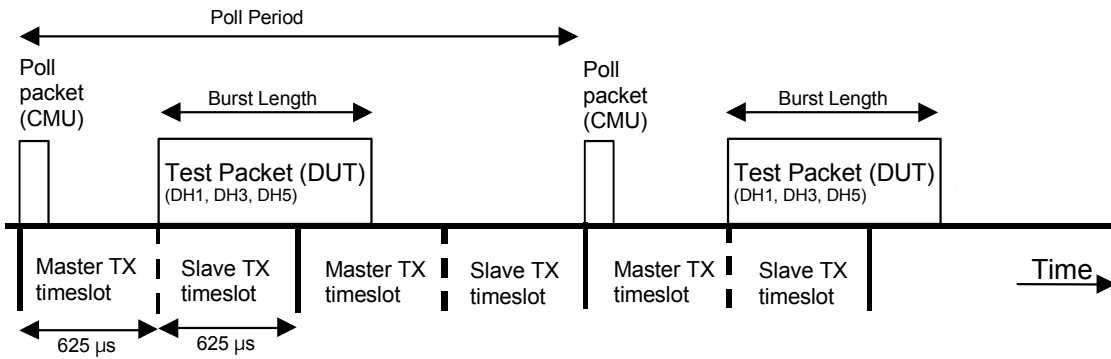 Poll Period
Poll
packet
(CMU)
Burst Length
Test Packet (DUT)
(DH1, DH3, DH5)
Poll
packet
(CMU)
Burst Length
Test Packet (DUT)
(DH1, DH3, DH5)
Master TX
timeslot
Slave TX
timeslot
Master TX
timeslot
Slave TX
timeslot
Master TX
timeslot
Slave TX
timeslot
Time
625 µs
625 µs